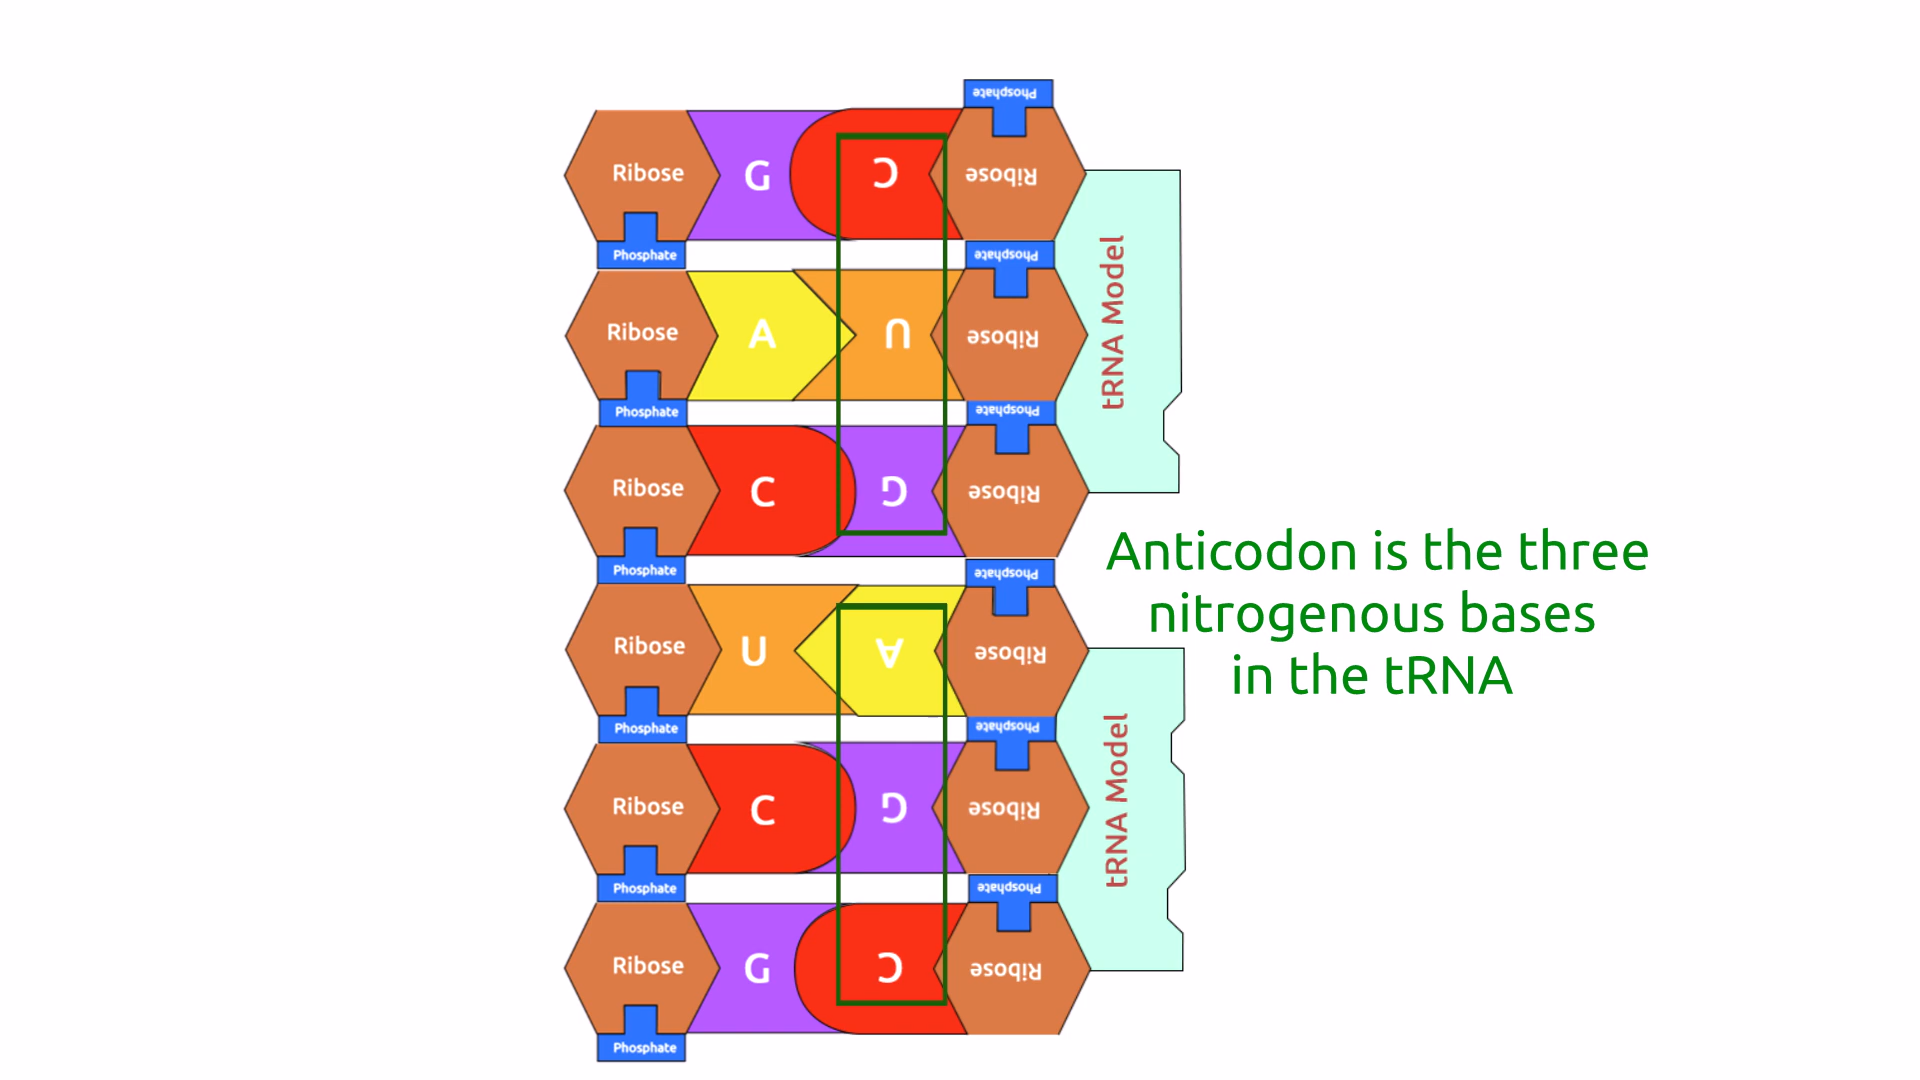 Phosphate
Ribose G C Ribose
Phosphate Phosphate
Ribose A U Ribose
Phosphate Phosphate
tRNA Model
Ribose C G Ribose
Phosphate Phosphate
Ribose U A Ribose
Phosphate Phosphate
Ribose C G Ribose
Phosphate Phosphate
tRNA Model
Ribose G C Ribose
Phosphate
Anticodon is the three
nitrogenous bases
in the tRNA